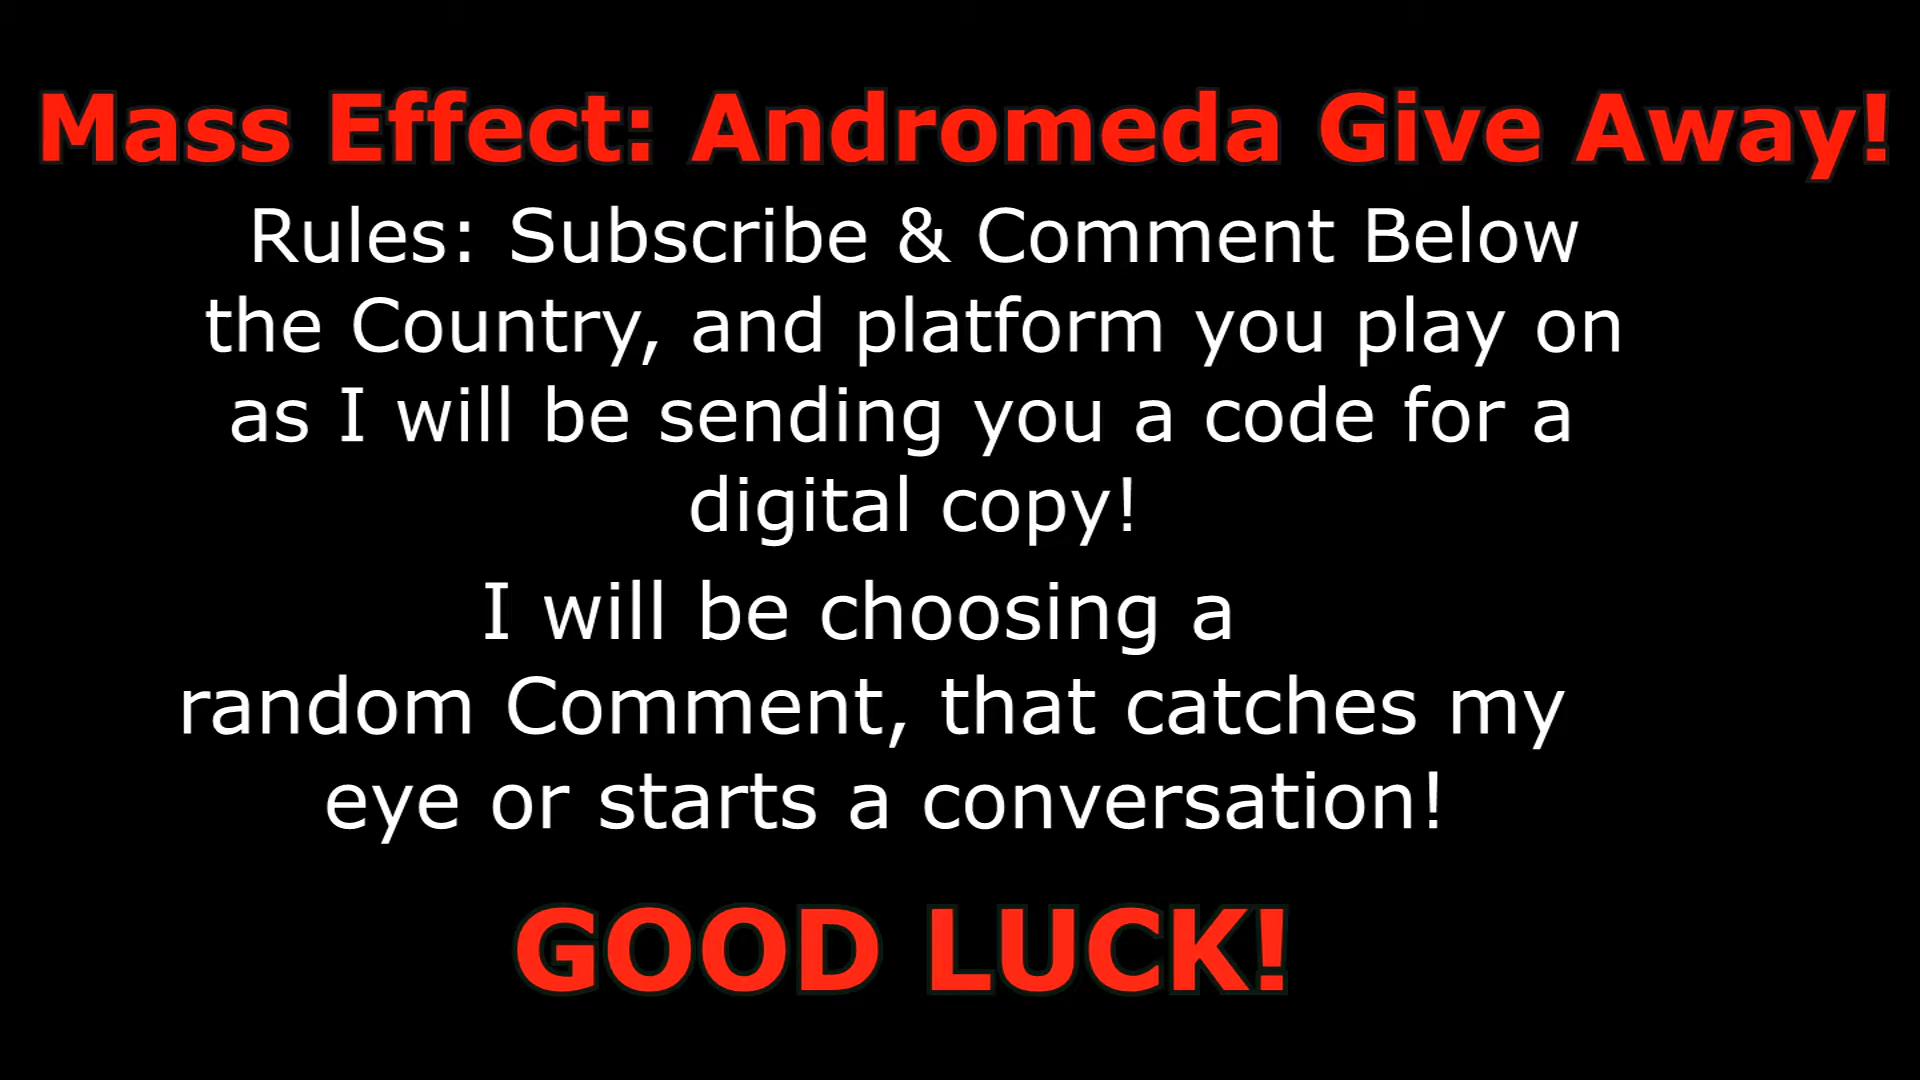 Mass Effect: Andromeda Give Away!
Rules: Subscribe & Comment Below
the Country, and platform you play on
as I will be sending you a code for a
digital copy!
I will be choosing a
random Comment, that catches my
eye or starts a conversation!
GOOD LUCK!